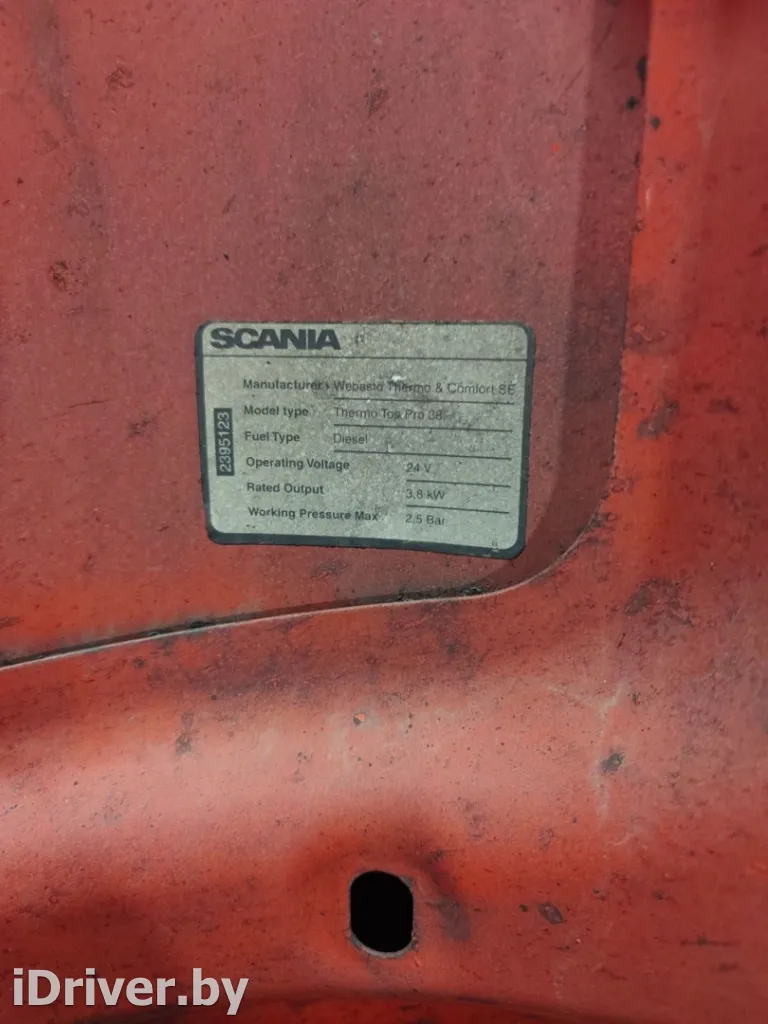 SCANIA
Manufacturer Webasto Thermo & Comfort SE
Model type Thermo Top Pro 38
Fuel Type Diesel
2395123
Operating Voltage 24 V
Rated Output 3,8 kW
Working Pressure Max 2,5 Bar
iDriver.by